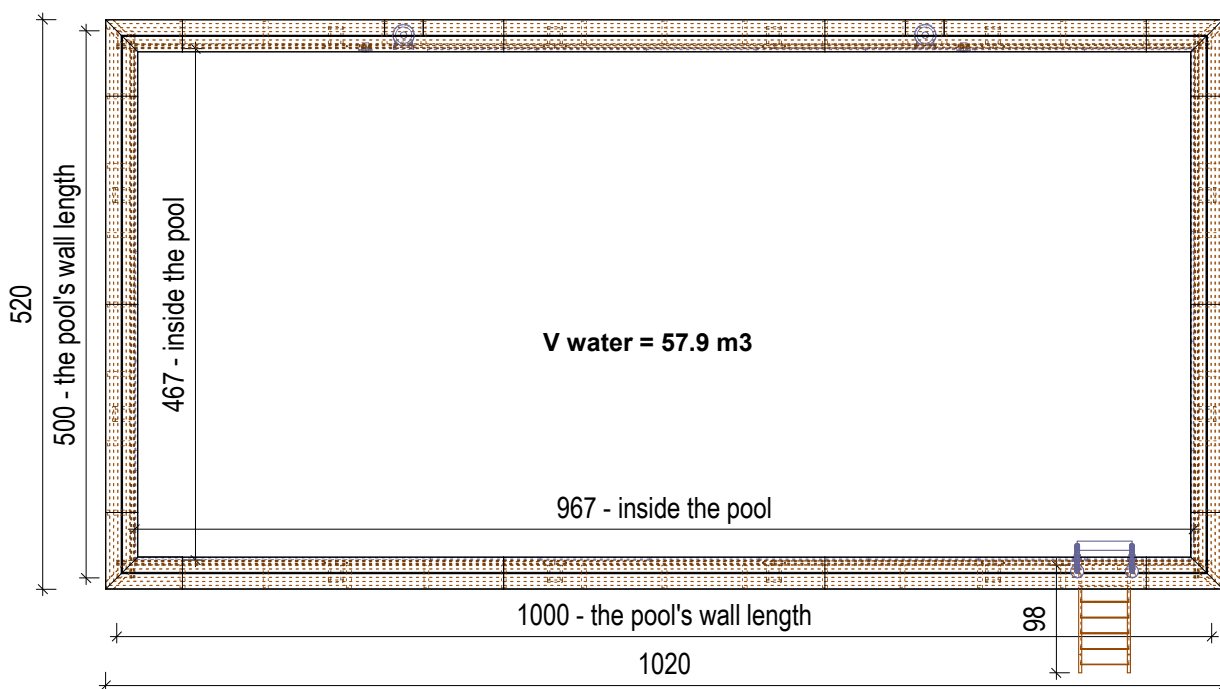 520
500 - the pool's wall length
467 - inside the pool
V water = 57.9 m3
967 - inside the pool
1000 - the pool's wall length
98
1020